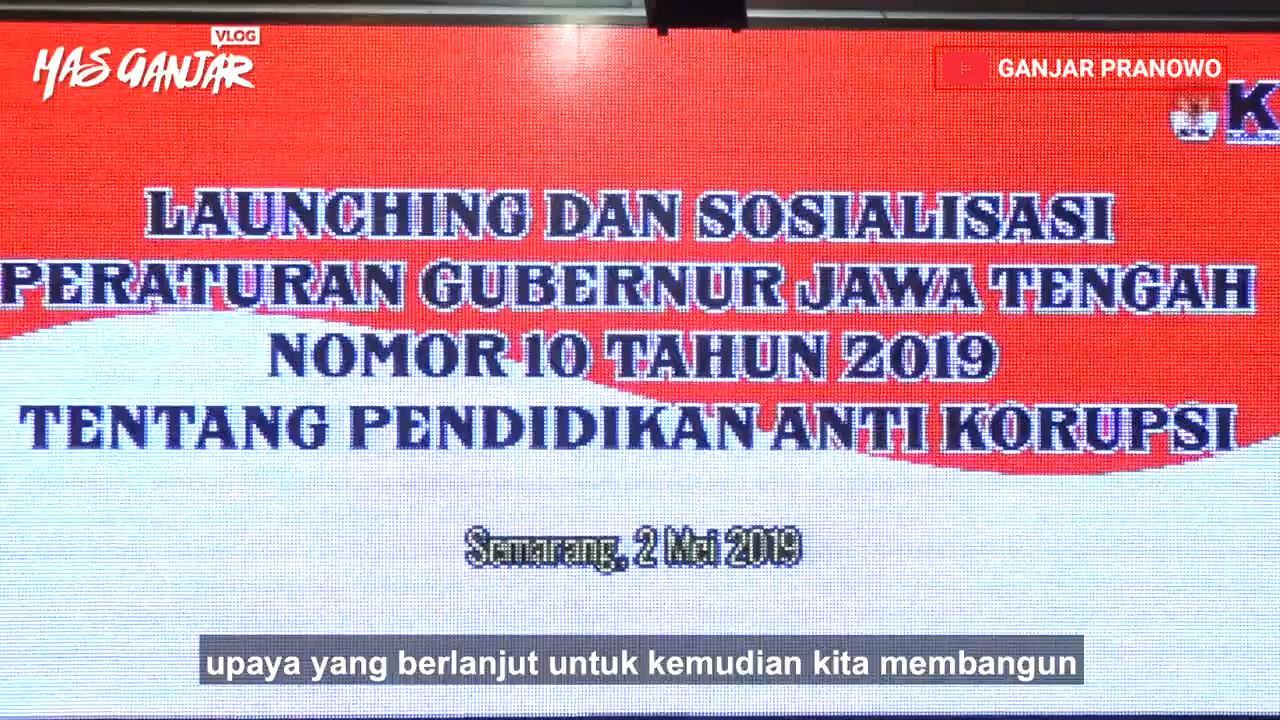 VLOG
MAS GANJAR
GANJAR PRANOWO
K
LAUNCHING DAN SOSIALISASI
PERATURAN GUBERNUR JAWA TENGAH
NOMOR 10 TAHUN 2019
TENTANG PENDIDIKAN ANTI KORUPSI
Semarang, 2 Mei 2019
upaya yang berlanjut untuk kemudian kita membangun